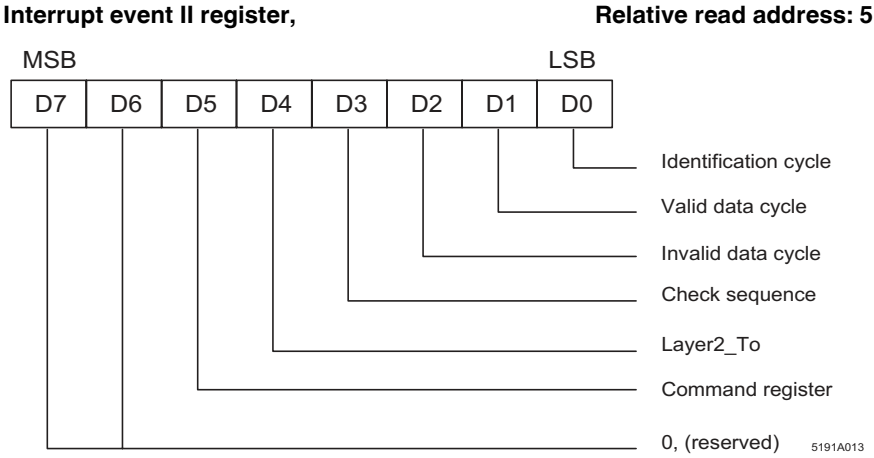 Interrupt event II register, Relative read address: 5
MSB LSB
D7 D6 D5 D4 D3 D2 D1 D0
Identification cycle
Valid data cycle
Invalid data cycle
Check sequence
Layer2_To
Command register
0, (reserved) 5191A013